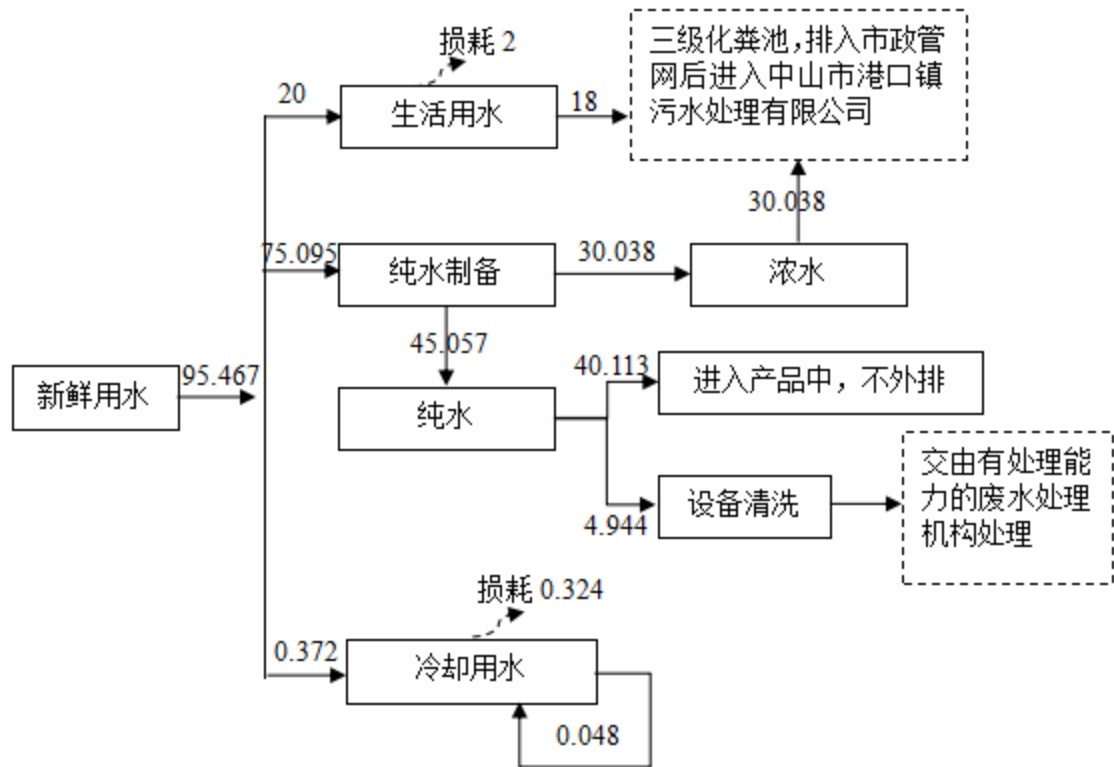 损耗 2
20
生活用水
18
三级化粪池，排入市政管
网后进入中山市港口镇
污水处理有限公司
30.038
75.095
纯水制备
30.038
浓水
45.057
新鲜用水
95.467
纯水
40.113
进入产品中，不外排
4.944
设备清洗
交由有处理能
力的废水处理
机构处理
损耗 0.324
0.372
冷却用水
0.048